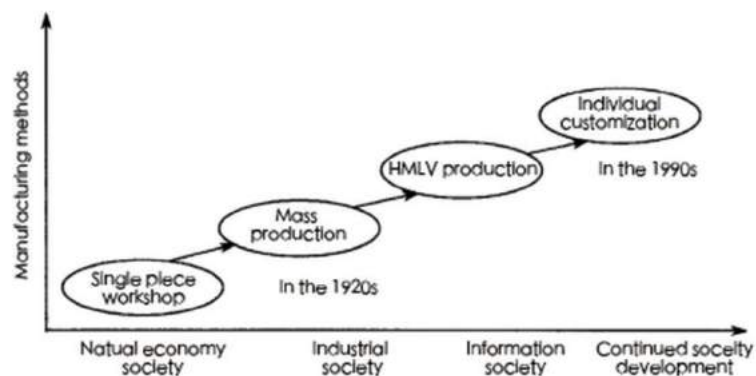 Manufacturing methods
Individual
customization
HMLV production
In the 1990s
Mass
production
Single piece
workshop
In the 1920s
Natual economy
society
Industrial
society
Information
society
Continued socelty
development